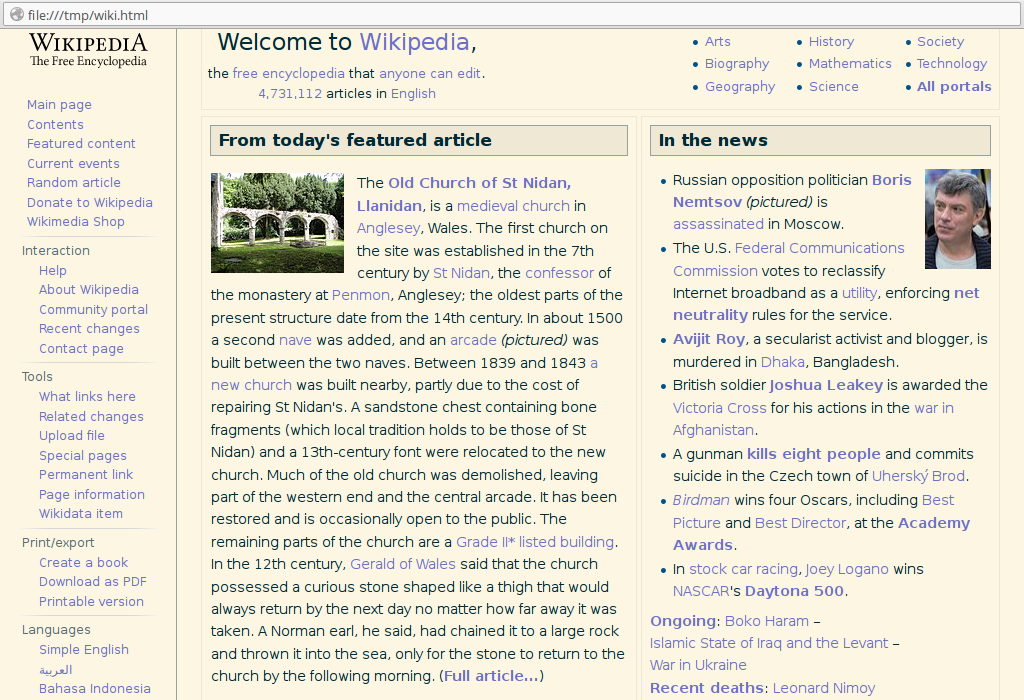 file:///tmp/wiki.html
WIKIPEDIA
The Free Encyclopedia
Main page
Contents
Featured content
Current events
Random article
Donate to Wikipedia
Wikimedia Shop
Interaction
Help
About Wikipedia
Community portal
Recent changes
Contact page
Tools
What links here
Related changes
Upload file
Special pages
Permanent link
Page information
Wikidata item
Print/export
Create a book
Download as PDF
Printable version
Languages
Simple English
العربية
Bahasa Indonesia
Welcome to Wikipedia,
the free encyclopedia that anyone can edit.
4,731,112 articles in English
Arts
Biography
Geography
History
Mathematics
Science
Society
Technology
All portals
From today's featured article
The Old Church of St Nidan,
Llanidan, is a medieval church in
Anglesey, Wales. The first church on
the site was established in the 7th
century by St Nidan, the confessor of
the monastery at Penmon, Anglesey; the oldest parts of the
present structure date from the 14th century. In about 1500
a second nave was added, and an arcade (pictured) was
built between the two naves. Between 1839 and 1843 a
new church was built nearby, partly due to the cost of
repairing St Nidan's. A sandstone chest containing bone
fragments (which local tradition holds to be those of St
Nidan) and a 13th-century font were relocated to the new
church. Much of the old church was demolished, leaving
part of the western end and the central arcade. It has been
restored and is occasionally open to the public. The
remaining parts of the church are a Grade II* listed building.
In the 12th century, Gerald of Wales said that the church
possessed a curious stone shaped like a thigh that would
always return by the next day no matter how far away it was
taken. A Norman earl, he said, had chained it to a large rock
and thrown it into the sea, only for the stone to return to the
church by the following morning. (Full article...)
In the news
Russian opposition politician Boris
Nemtsov (pictured) is
assassinated in Moscow.
The U.S. Federal Communications
Commission votes to reclassify
Internet broadband as a utility, enforcing net
neutrality rules for the service.
Avijit Roy, a secularist activist and blogger, is
murdered in Dhaka, Bangladesh.
British soldier Joshua Leakey is awarded the
Victoria Cross for his actions in the war in
Afghanistan.
A gunman kills eight people and commits
suicide in the Czech town of Uherský Brod.
Birdman wins four Oscars, including Best
Picture and Best Director, at the Academy
Awards.
In stock car racing, Joey Logano wins
NASCAR's Daytona 500.
Ongoing: Boko Haram –
Islamic State of Iraq and the Levant –
War in Ukraine
Recent deaths: Leonard Nimoy